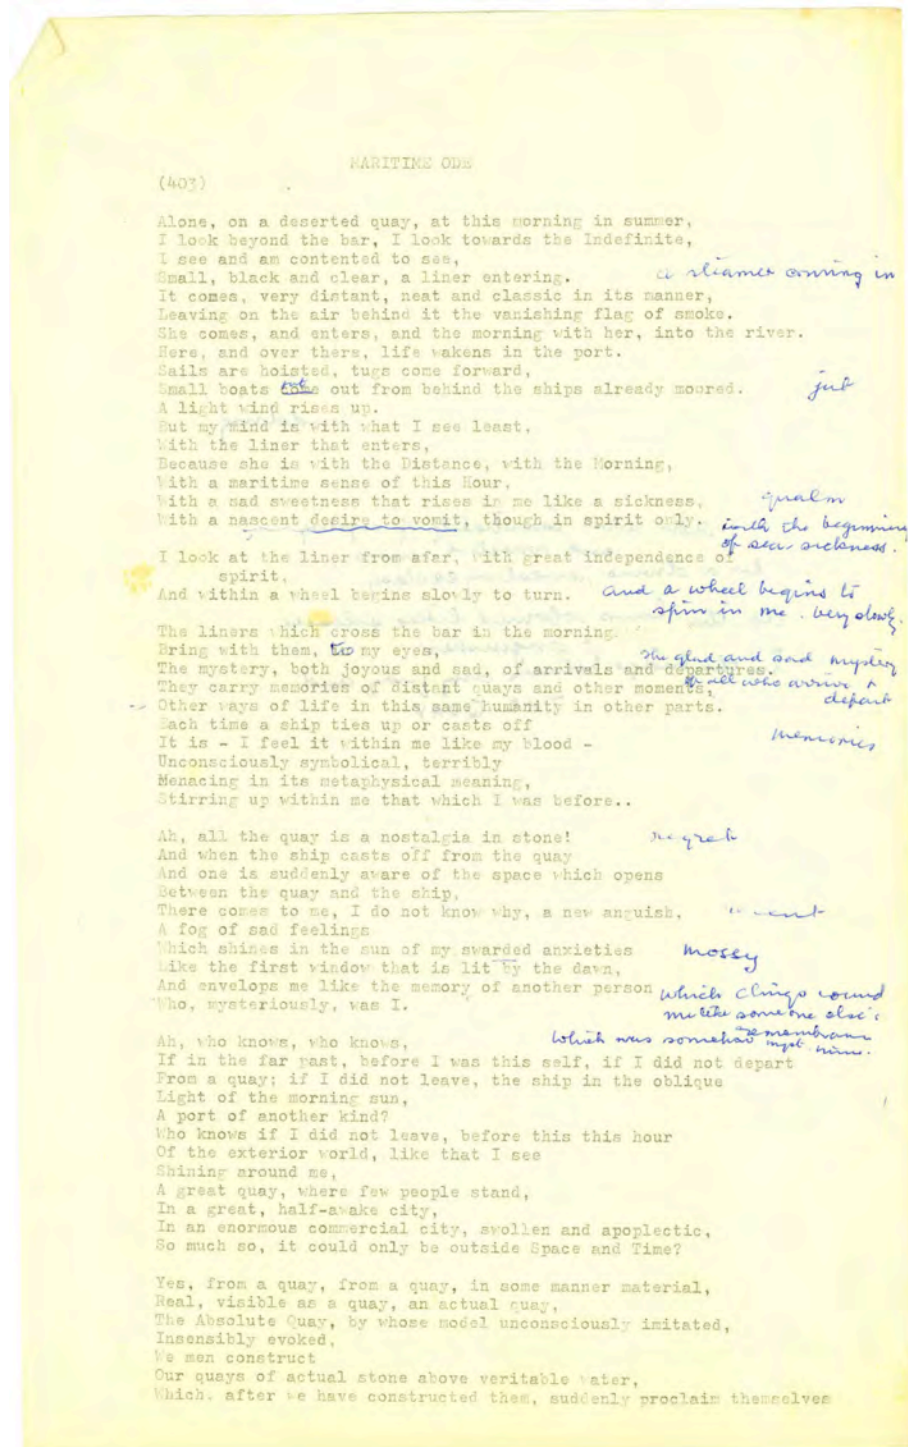 MARITIME ODE
(403)
Alone, on a deserted quay, at this morning in summer,
I look beyond the bar, I look towards the Indefinite,
I see and am contented to see,
Small, black and clear, a liner entering. a steamer coming in
It comes, very distant, neat and classic in its manner,
Leaving on the air behind it the vanishing flag of smoke.
She comes, and enters, and the morning with her, into the river.
Here, and over there, life wakens in the port.
Sails are hoisted, tugs come forward,
Small boats come out from behind the ships already moored. jut
A light wind rises up.
But my mind is with what I see least,
With the liner that enters,
Because she is with the Distance, with the Morning,
With a maritime sense of this Hour,
With a sad sweetness that rises in me like a sickness, qualm
With a nascent desire to vomit, though in spirit only. with the beginning
of sea-sickness.
I look at the liner from afar, with great independence of
spirit,
And within a wheel begins slowly to turn. and a wheel begins to
spin in me. very slowly.
The liners which cross the bar in the morning.
Bring with them, to my eyes,
The mystery, both joyous and sad, of arrivals and departures. the glad and sad mystery
They carry memories of distant quays and other moments, of all who arrive &
depart
Other ways of life in this same humanity in other parts.
Each time a ship ties up or casts off
It is - I feel it within me like my blood - memories
Unconsciously symbolical, terribly
Menacing in its metaphysical meaning,
Stirring up within me that which I was before..
Ah, all the quay is a nostalgia in stone! regret
And when the ship casts off from the quay
And one is suddenly aware of the space which opens
Between the quay and the ship,
There comes to me, I do not know why, a new anguish,
A fog of sad feelings
Which shines in the sun of my swarded anxieties mossy
Like the first window that is lit by the dawn,
And envelops me like the memory of another person which clings round
me like someone else's
remembrance
Who, mysteriously, was I.
which was somehow mine.
Ah, who knows, who knows,
If in the far past, before I was this self, if I did not depart
From a quay; if I did not leave, the ship in the oblique
Light of the morning sun,
A port of another kind?
Who knows if I did not leave, before this this hour
Of the exterior world, like that I see
Shining around me,
A great quay, where few people stand,
In a great, half-awake city,
In an enormous commercial city, swollen and apoplectic,
So much so, it could only be outside Space and Time?
Yes, from a quay, from a quay, in some manner material,
Real, visible as a quay, an actual quay,
The Absolute Quay, by whose model unconsciously imitated,
Insensibly evoked,
We men construct
Our quays of actual stone above veritable water,
Which, after we have constructed them, suddenly proclaim themselves